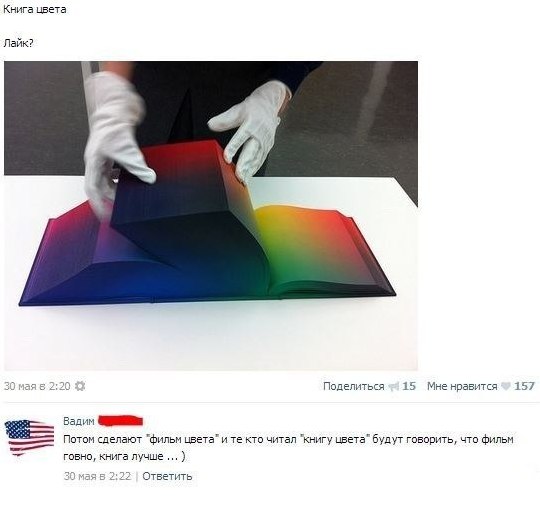 Книга цвета
Лайк?
30 мая в 2:20
Поделиться 15 Мне нравится 157
Вадим
Потом сделают "фильм цвета" и те кто читал "книгу цвета" будут говорить, что фильм
говно, книга лучше ... )
30 мая в 2:22 | Ответить